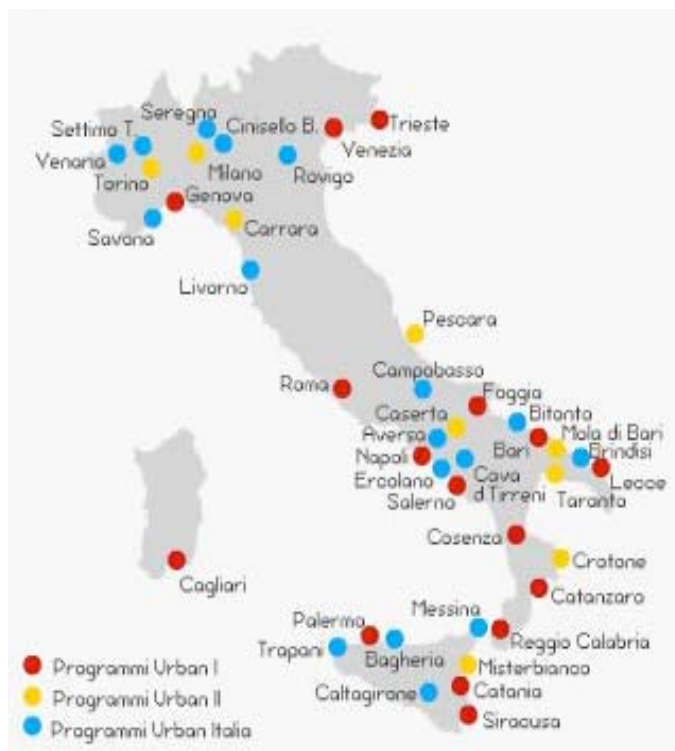 Seregno
Cinisello B.
Trieste
Settimo T.
Venaria
Venezia
Torino
Milano
Rovigo
Genova
Savona
Carrara
Livorno
Pescara
Campobasso
Roma
Foggia
Caserta
Bitonto
Aversa
Mola di Bari
Bari
Napoli
Brindisi
Ercolano
Cava
d Tirreni
Lecce
Salerno
Taranto
Cosenza
Crotone
Cagliari
Catanzaro
Messina
Palermo
Reggio Calabria
Trapani
Bagheria
Misterbianco
Caltagirone
Catania
Siracusa
Programmi Urban I
Programmi Urban II
Programmi Urban Italia